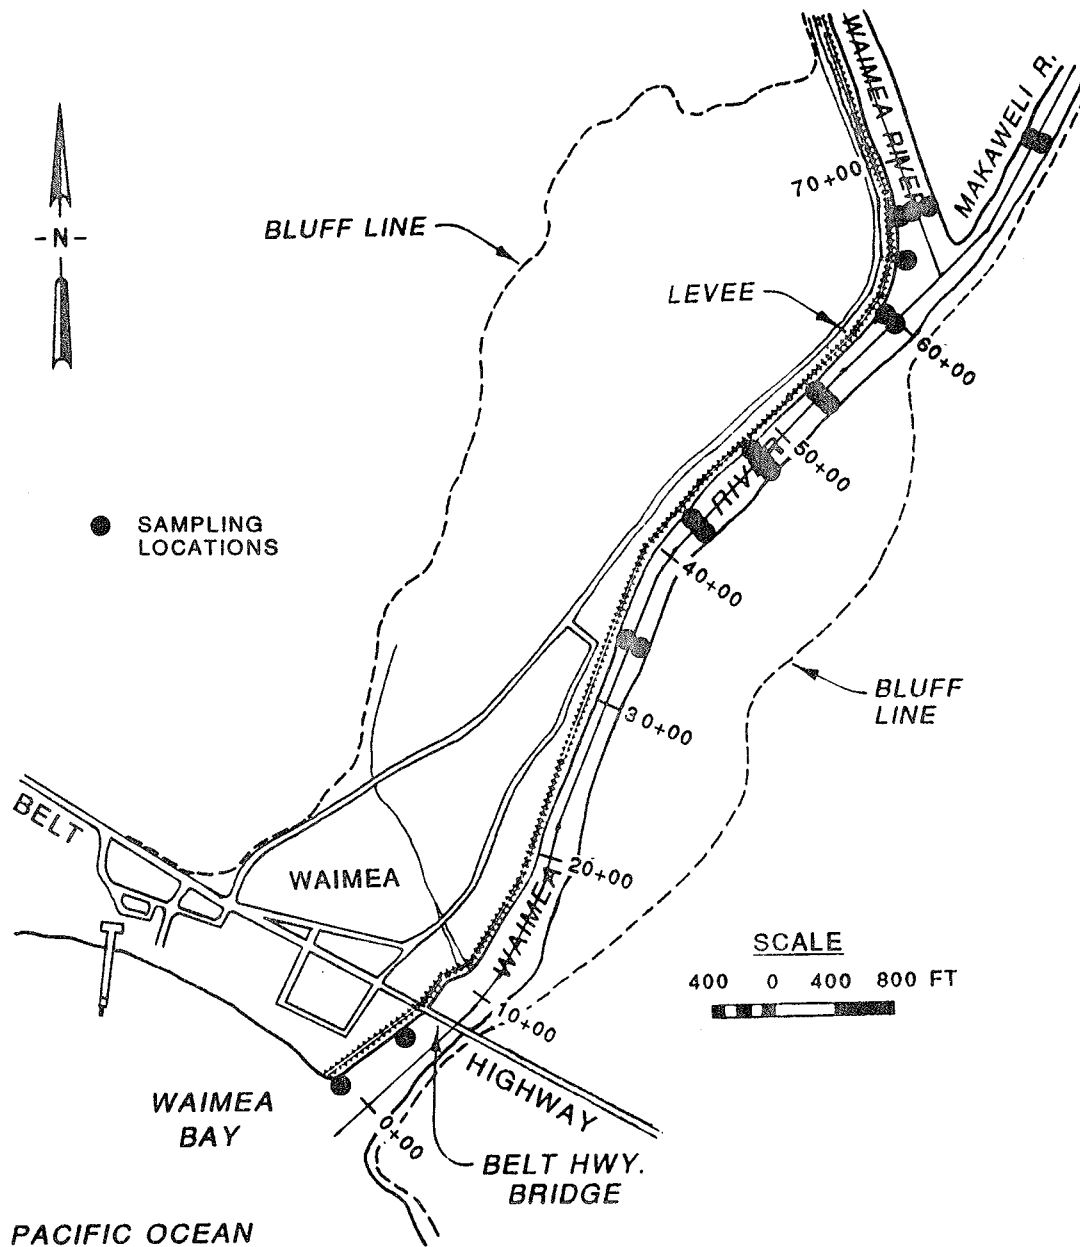 WAIMEA RIVER
MAKAWELI R.
70+00
BLUFF LINE
- N -
LEVEE
60+00
50+00
RIVER
SAMPLING
LOCATIONS
40+00
BLUFF
LINE
30+00
BELT
WAIMEA
20+00
WAIMEA
SCALE
400 0 400 800 FT
10+00
HIGHWAY
WAIMEA
BAY
0+00
BELT HWY.
BRIDGE
PACIFIC OCEAN